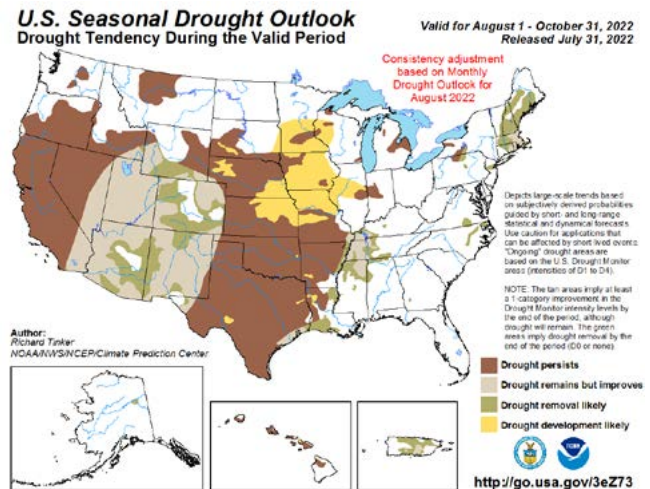 U.S. Seasonal Drought Outlook
Drought Tendency During the Valid Period
Valid for August 1 - October 31, 2022
Released July 31, 2022
Consistency adjustment
based on Monthly
Drought Outlook for
August 2022
Depicts large-scale trends based
on subjectively derived probabilities
guided by short- and long-range
statistical and dynamical forecasts.
Use caution for applications that
can be affected by short lived events.
"Ongoing" drought areas are
based on the U.S. Drought Monitor
areas (intensities of D1 to D4).
NOTE: The tan areas imply at least
a 1-category improvement in the
Drought Monitor intensity levels by
the end of the period, although
drought will remain. The green
areas imply drought removal by the
end of the period (D0 or none).
Author:
Richard Tinker
NOAA/NWS/NCEP/Climate Prediction Center
Drought persists
Drought remains but improves
Drought removal likely
Drought development likely
http://go.usa.gov/3eZ73